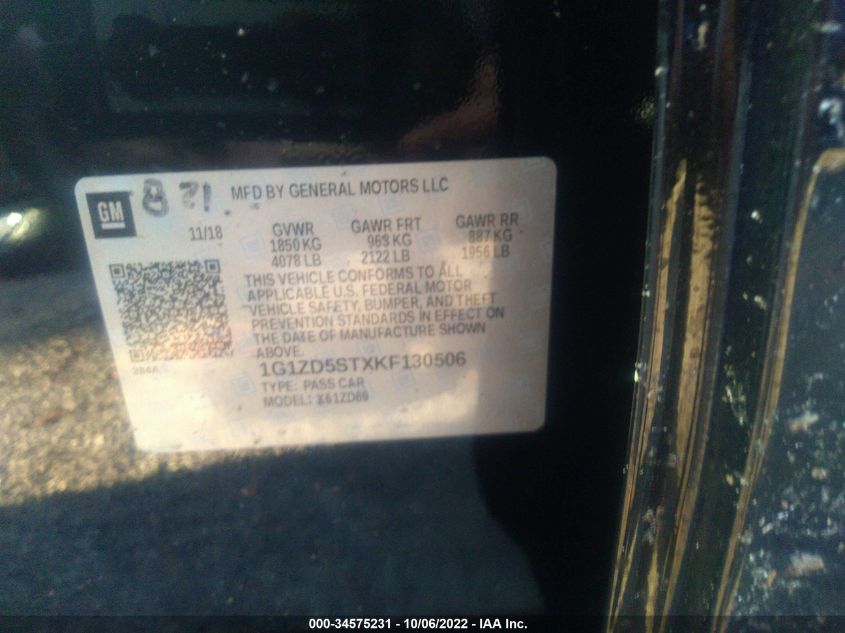 GM
8 21
MFD BY GENERAL MOTORS LLC
11/18
GVWR GAWR FRT GAWR RR
1850 KG 963 KG 887 KG
4078 LB 2122 LB 1956 LB
THIS VEHICLE CONFORMS TO ALL
APPLICABLE U.S. FEDERAL MOTOR
VEHICLE SAFETY, BUMPER, AND THEFT
PREVENTION STANDARDS IN EFFECT ON
THE DATE OF MANUFACTURE SHOWN
ABOVE.
1G1ZD5STXKF130506
TYPE: PASS CAR
MODEL:
000-34575231 - 10/06/2022 - IAA Inc.